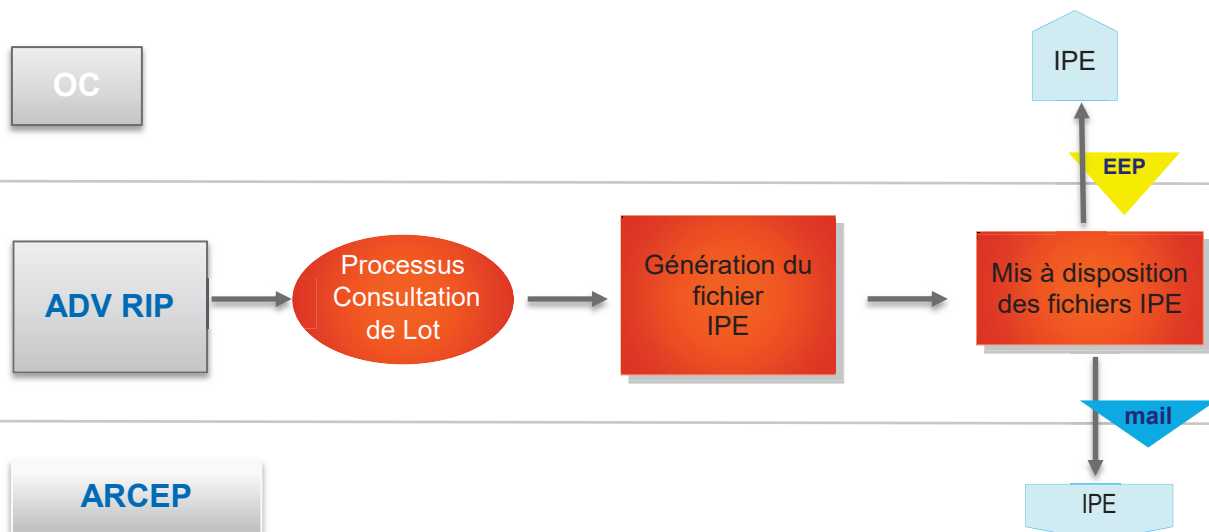 OC
IPE
EEP
ADV RIP
Processus
Consultation
de Lot
Génération du
fichier
IPE
Mis à disposition
des fichiers IPE
mail
ARCEP
IPE